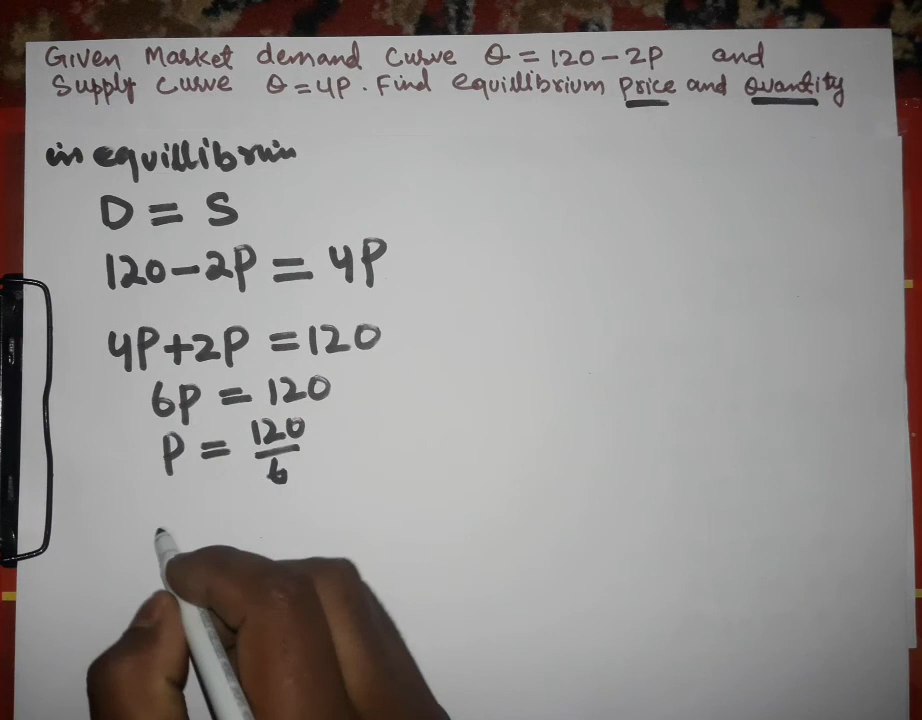 Given Market demand Curve Q = 120 - 2P and
Supply Curve Q = 4P. Find equillibrium Price and Quantity
in equillibrium
D = S
120 - 2P = 4P
4P + 2P = 120
6P = 120
P = 120/6